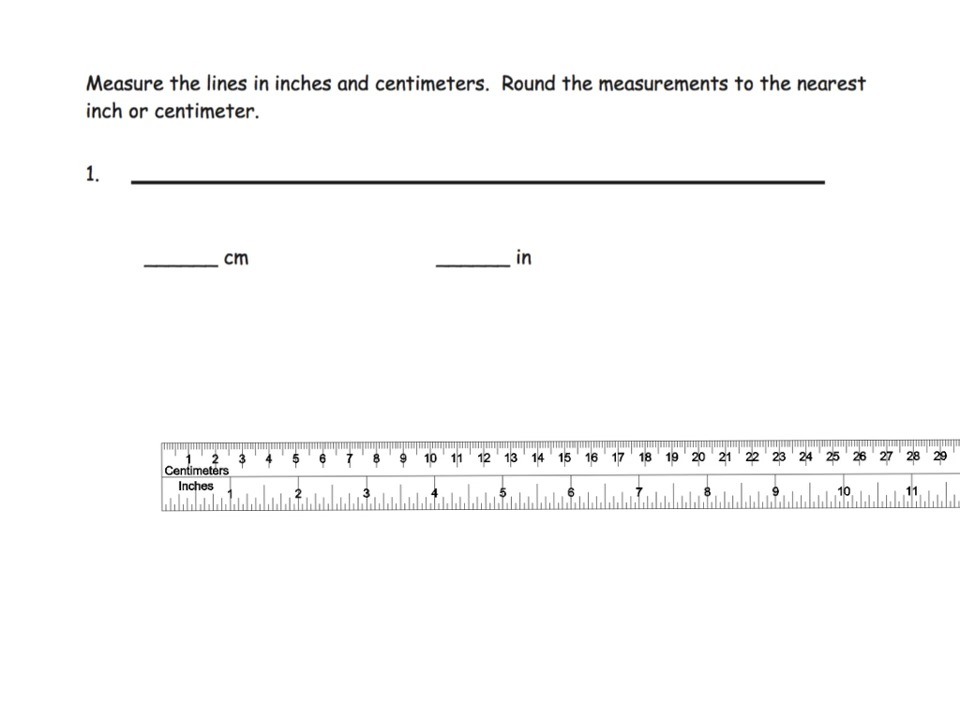 Measure the lines in inches and centimeters. Round the measurements to the nearest
inch or centimeter.
1.
______ cm ______ in
1 2 3 4 5 6 7 8 9 10 11 12 13 14 15 16 17 18 19 20 21 22 23 24 25 26 27 28 29
Centimeters
Inches
1 2 3 4 5 6 7 8 9 10 11